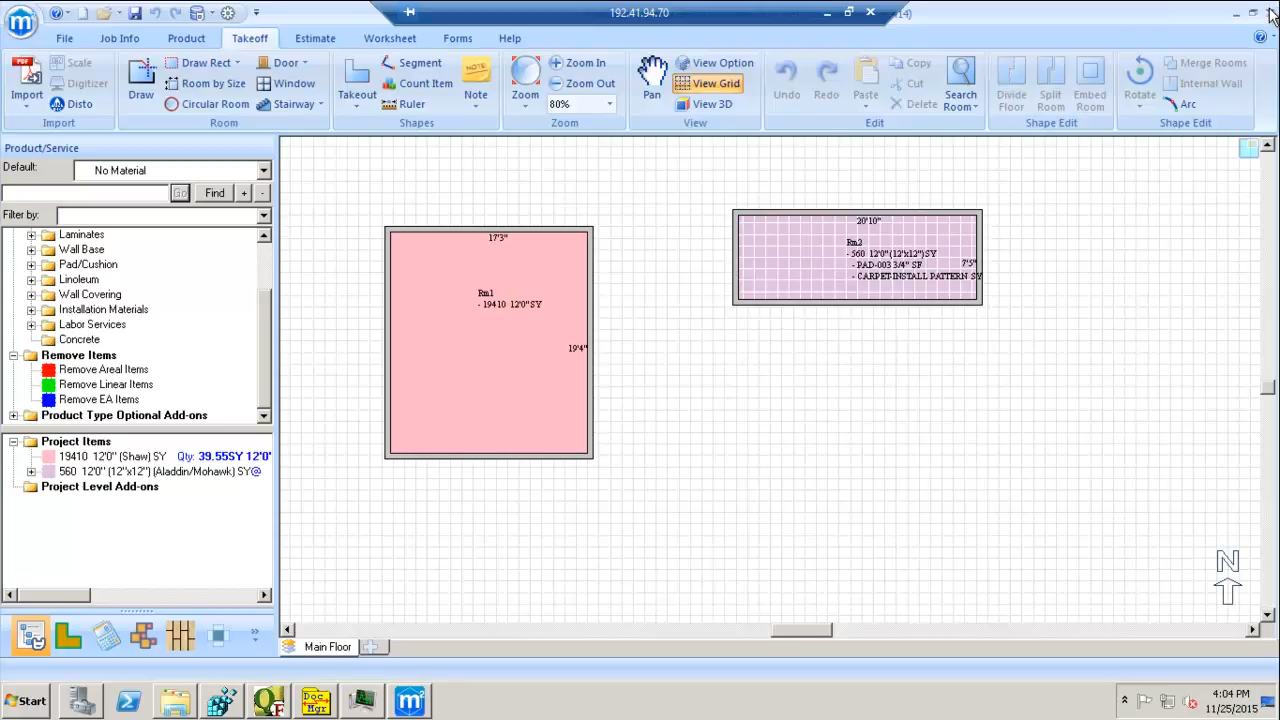 192.41.94.70
14)
File Job Info Product Takeoff Estimate Worksheet Forms Help
PDF Import Scale Digitizer Disto Import
Draw Draw Rect Room by Size Circular Room Door Window Stairway Room
Takeoff Segment Count Item Ruler NOTE Note Shapes
Zoom Zoom In Zoom Out 80% Zoom
Pan View Option View Grid View 3D View
Undo Redo Paste Copy Cut Delete Search Room Edit
Divide Floor Split Room Embed Room Shape Edit
Rotate Merge Rooms Internal Wall Arc Shape Edit
Product/Service
Default: No Material
Go Find + -
Filter by:
Laminates
Wall Base
Pad/Cushion
Linoleum
Wall Covering
Installation Materials
Labor Services
Concrete
Remove Items
Remove Areal Items
Remove Linear Items
Remove EA Items
Product Type Optional Add-ons
Project Items
19410 12'0" (Shaw) SY Qty: 39.55SY 12'0'
560 12'0" (12"x12") (Aladdin/Mohawk) SY@
Project Level Add-ons
17'3"
Rm1
- 19410 12'0"SY
19'4"
20'10"
Rm2
- 560 12'0"(12"x12")SY
- PAD-003 3/4" SF
7'5"
- CARPET-INSTALL PATTERN SY
N
Main Floor
Start
Doc Mgr
m²
4:04 PM
11/25/2015